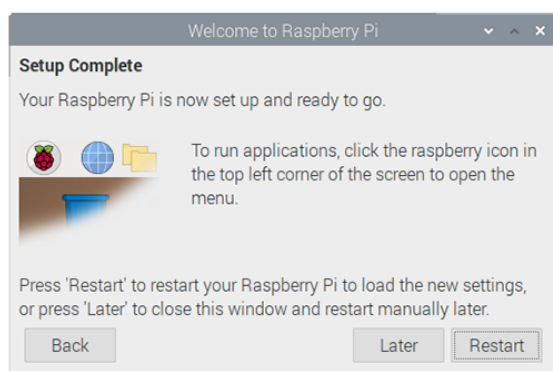 Welcome to Raspberry Pi
Setup Complete
Your Raspberry Pi is now set up and ready to go.
To run applications, click the raspberry icon in
the top left corner of the screen to open the
menu.
Press 'Restart' to restart your Raspberry Pi to load the new settings,
or press 'Later' to close this window and restart manually later.
Back
Later
Restart